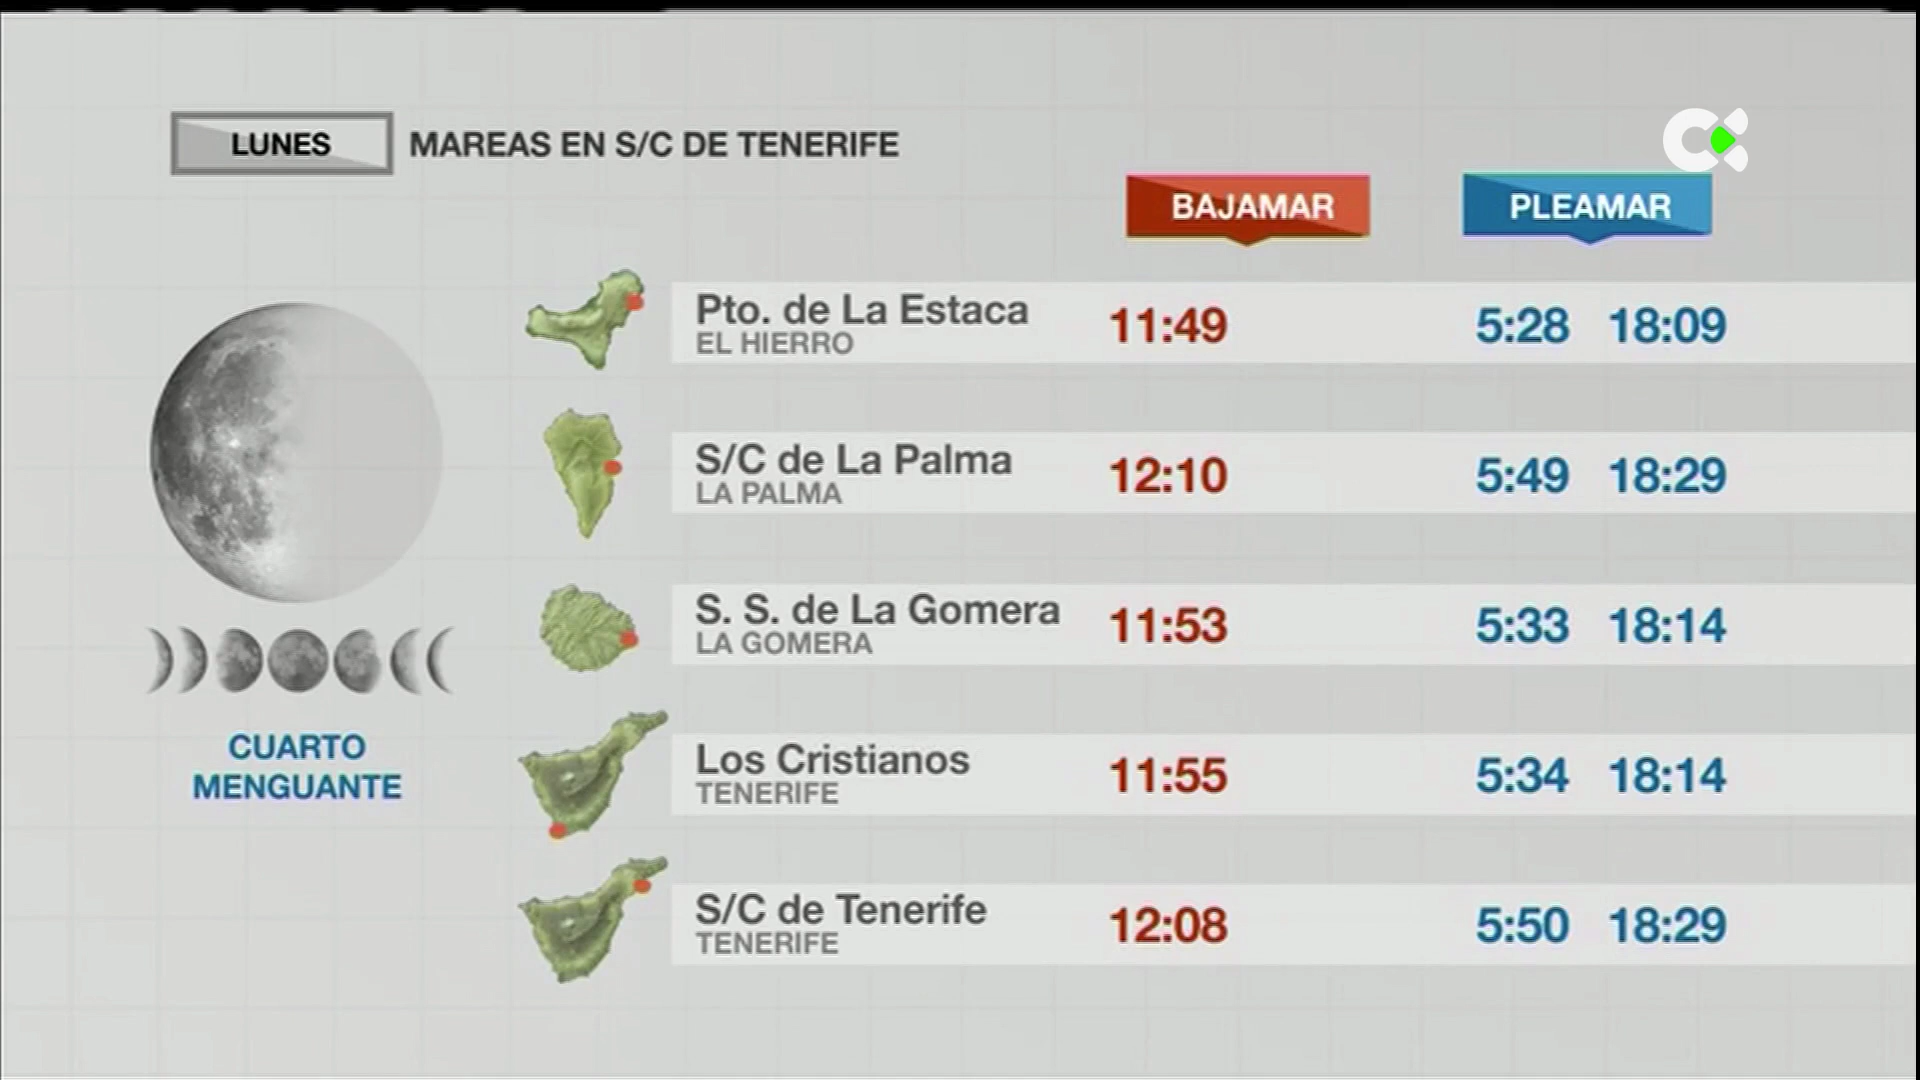 LUNES MAREAS EN S/C DE TENERIFE
BAJAMAR PLEAMAR
Pto. de La Estaca
EL HIERRO
11:49 5:28 18:09
S/C de La Palma
LA PALMA
12:10 5:49 18:29
S. S. de La Gomera
LA GOMERA
11:53 5:33 18:14
Los Cristianos
TENERIFE
11:55 5:34 18:14
S/C de Tenerife
TENERIFE
12:08 5:50 18:29
CUARTO
MENGUANTE